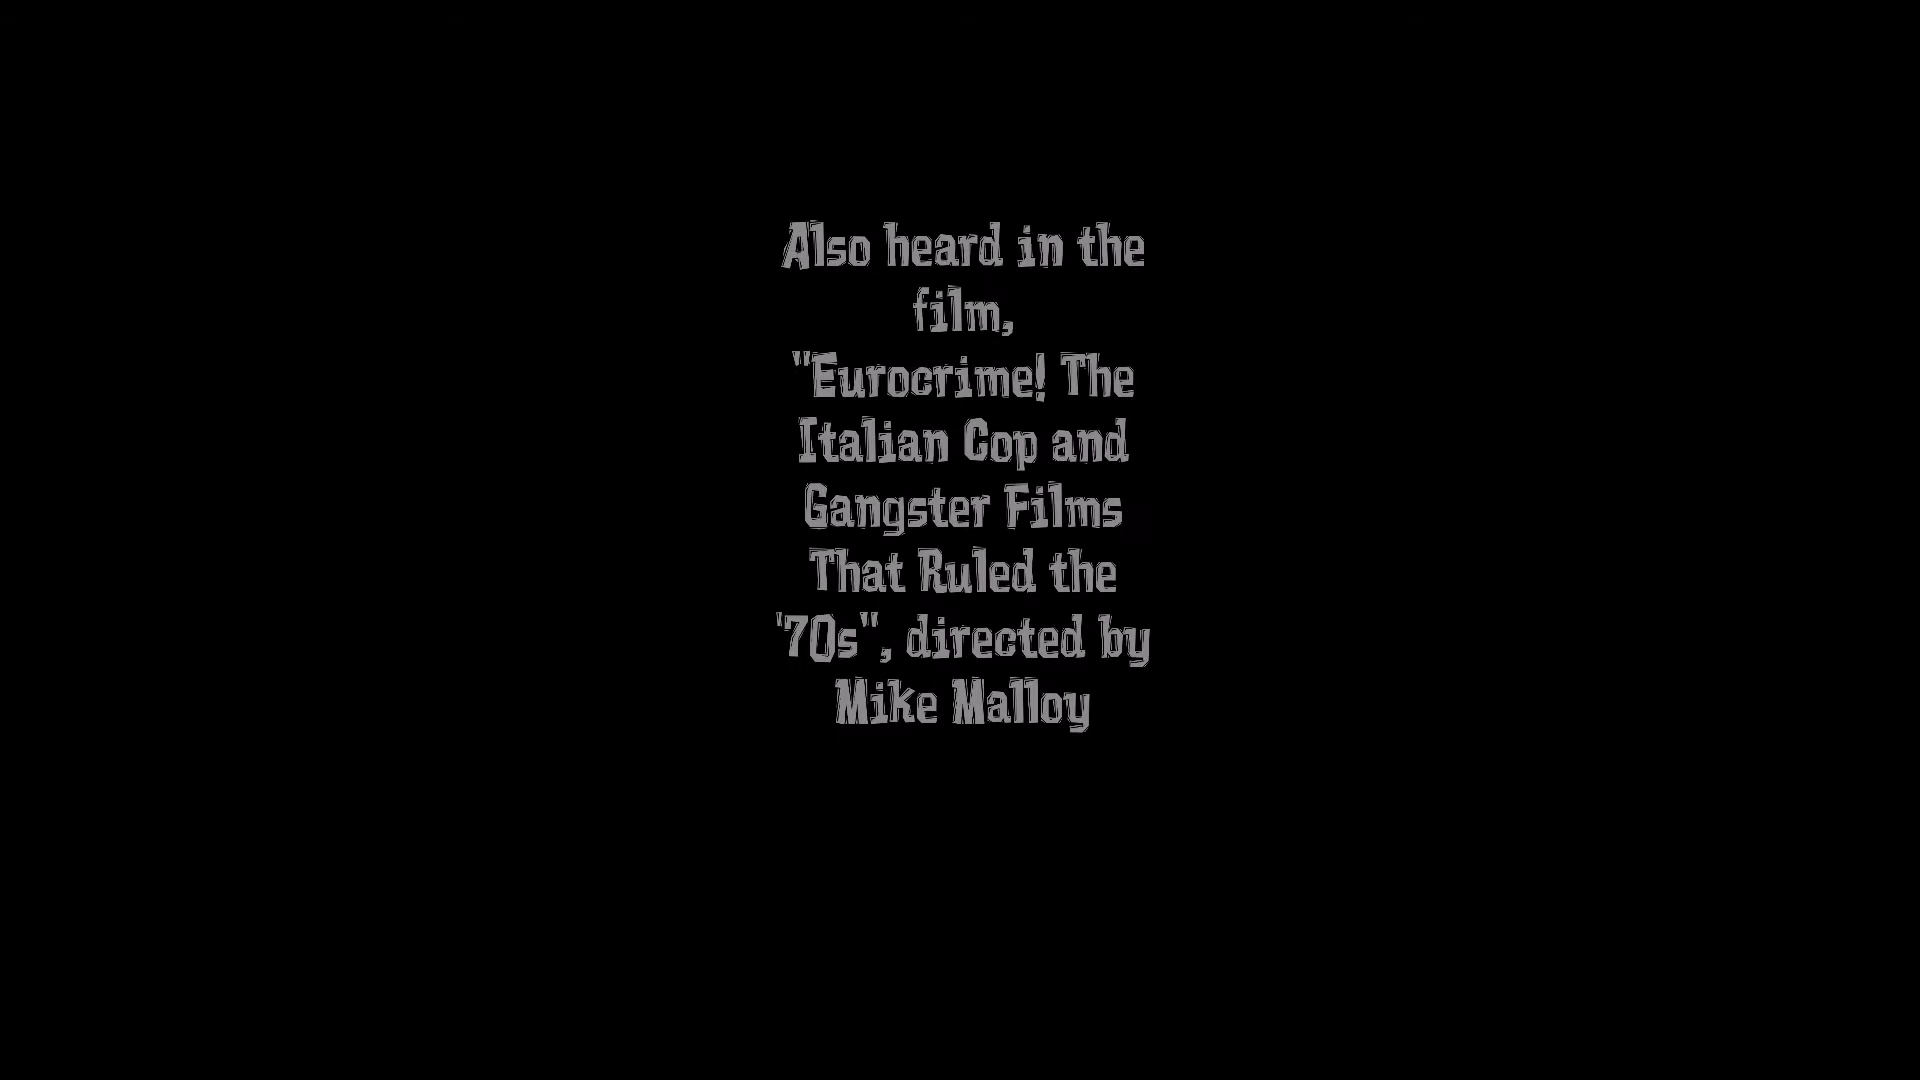 Also heard in the
film,
"Eurocrime! The
Italian Cop and
Gangster Films
That Ruled the
'70s", directed by
Mike Malloy